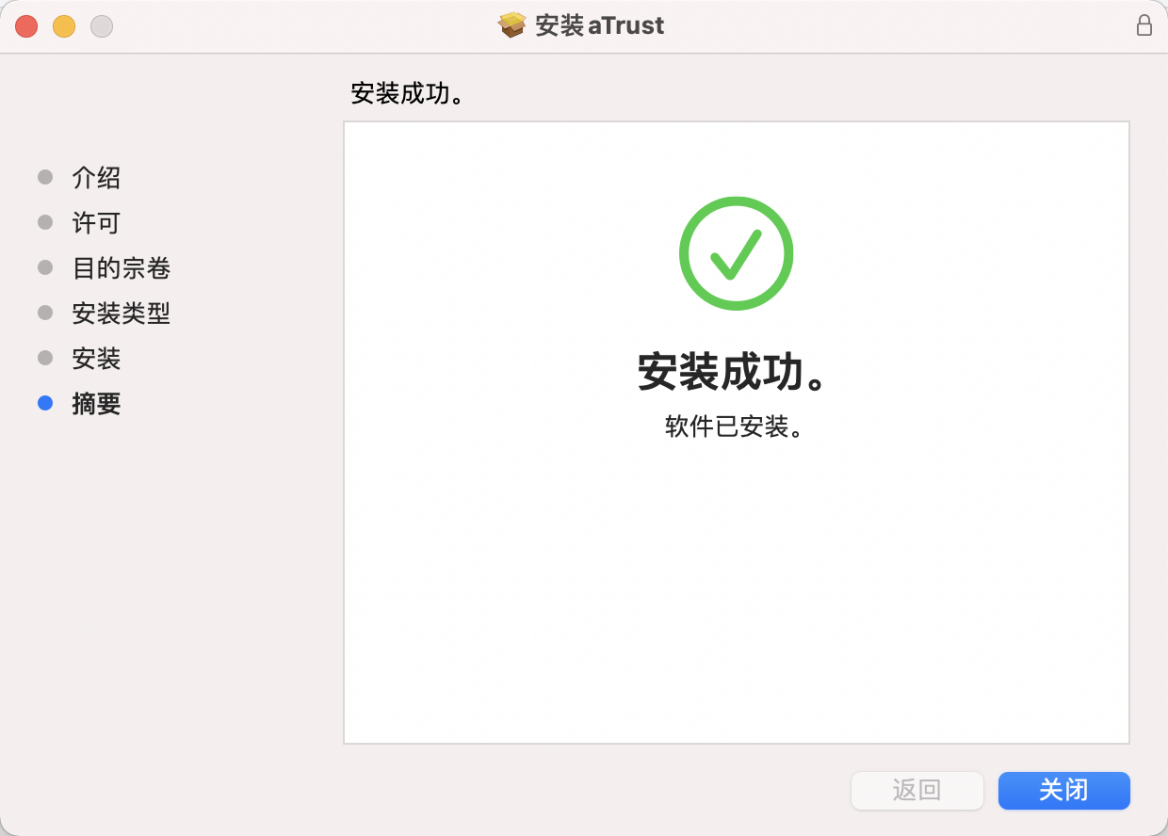 安装 aTrust
安装成功。
介绍
许可
目的宗卷
安装类型
安装
摘要
安装成功。
软件已安装。
返回
关闭